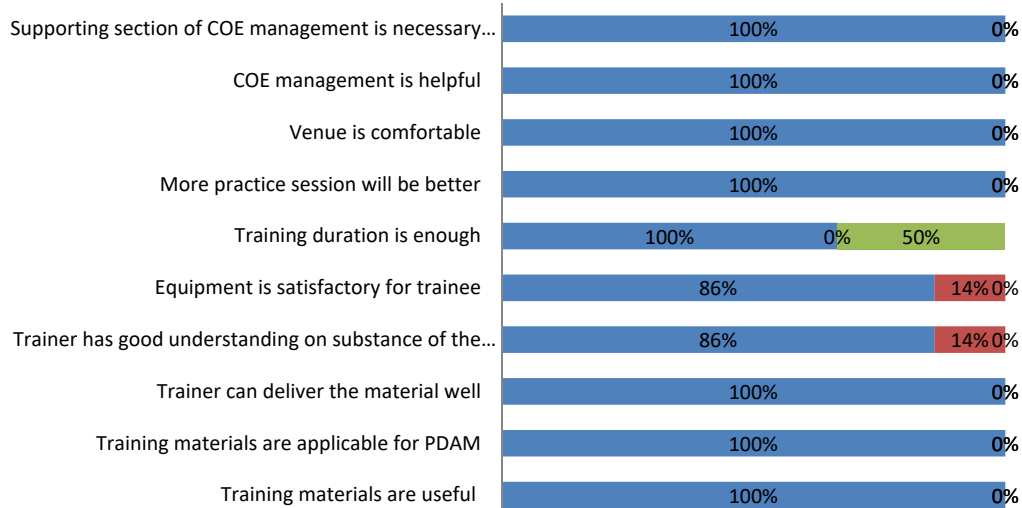 Supporting section of COE management is necessary… 100% 0%
COE management is helpful 100% 0%
Venue is comfortable 100% 0%
More practice session will be better 100% 0%
Training duration is enough 100% 0% 50%
Equipment is satisfactory for trainee 86% 14% 0%
Trainer has good understanding on substance of the… 86% 14% 0%
Trainer can deliver the material well 100% 0%
Training materials are applicable for PDAM 100% 0%
Training materials are useful 100% 0%